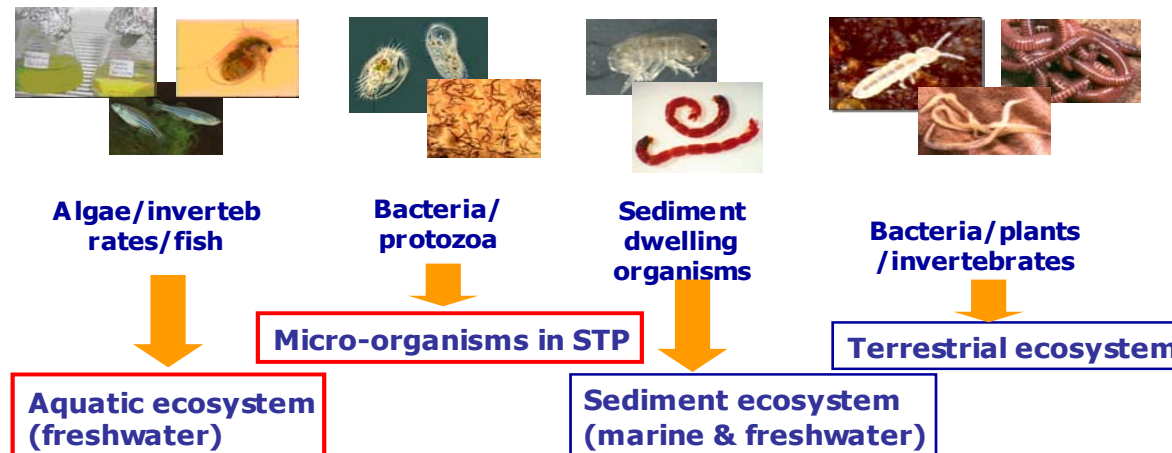 Algae/inverteb
rates/fish
Bacteria/
protozoa
Sediment
dwelling
organisms
Bacteria/plants
/invertebrates
Micro-organisms in STP
Terrestrial ecosystem
Aquatic ecosystem
(freshwater)
Sediment ecosystem
(marine & freshwater)